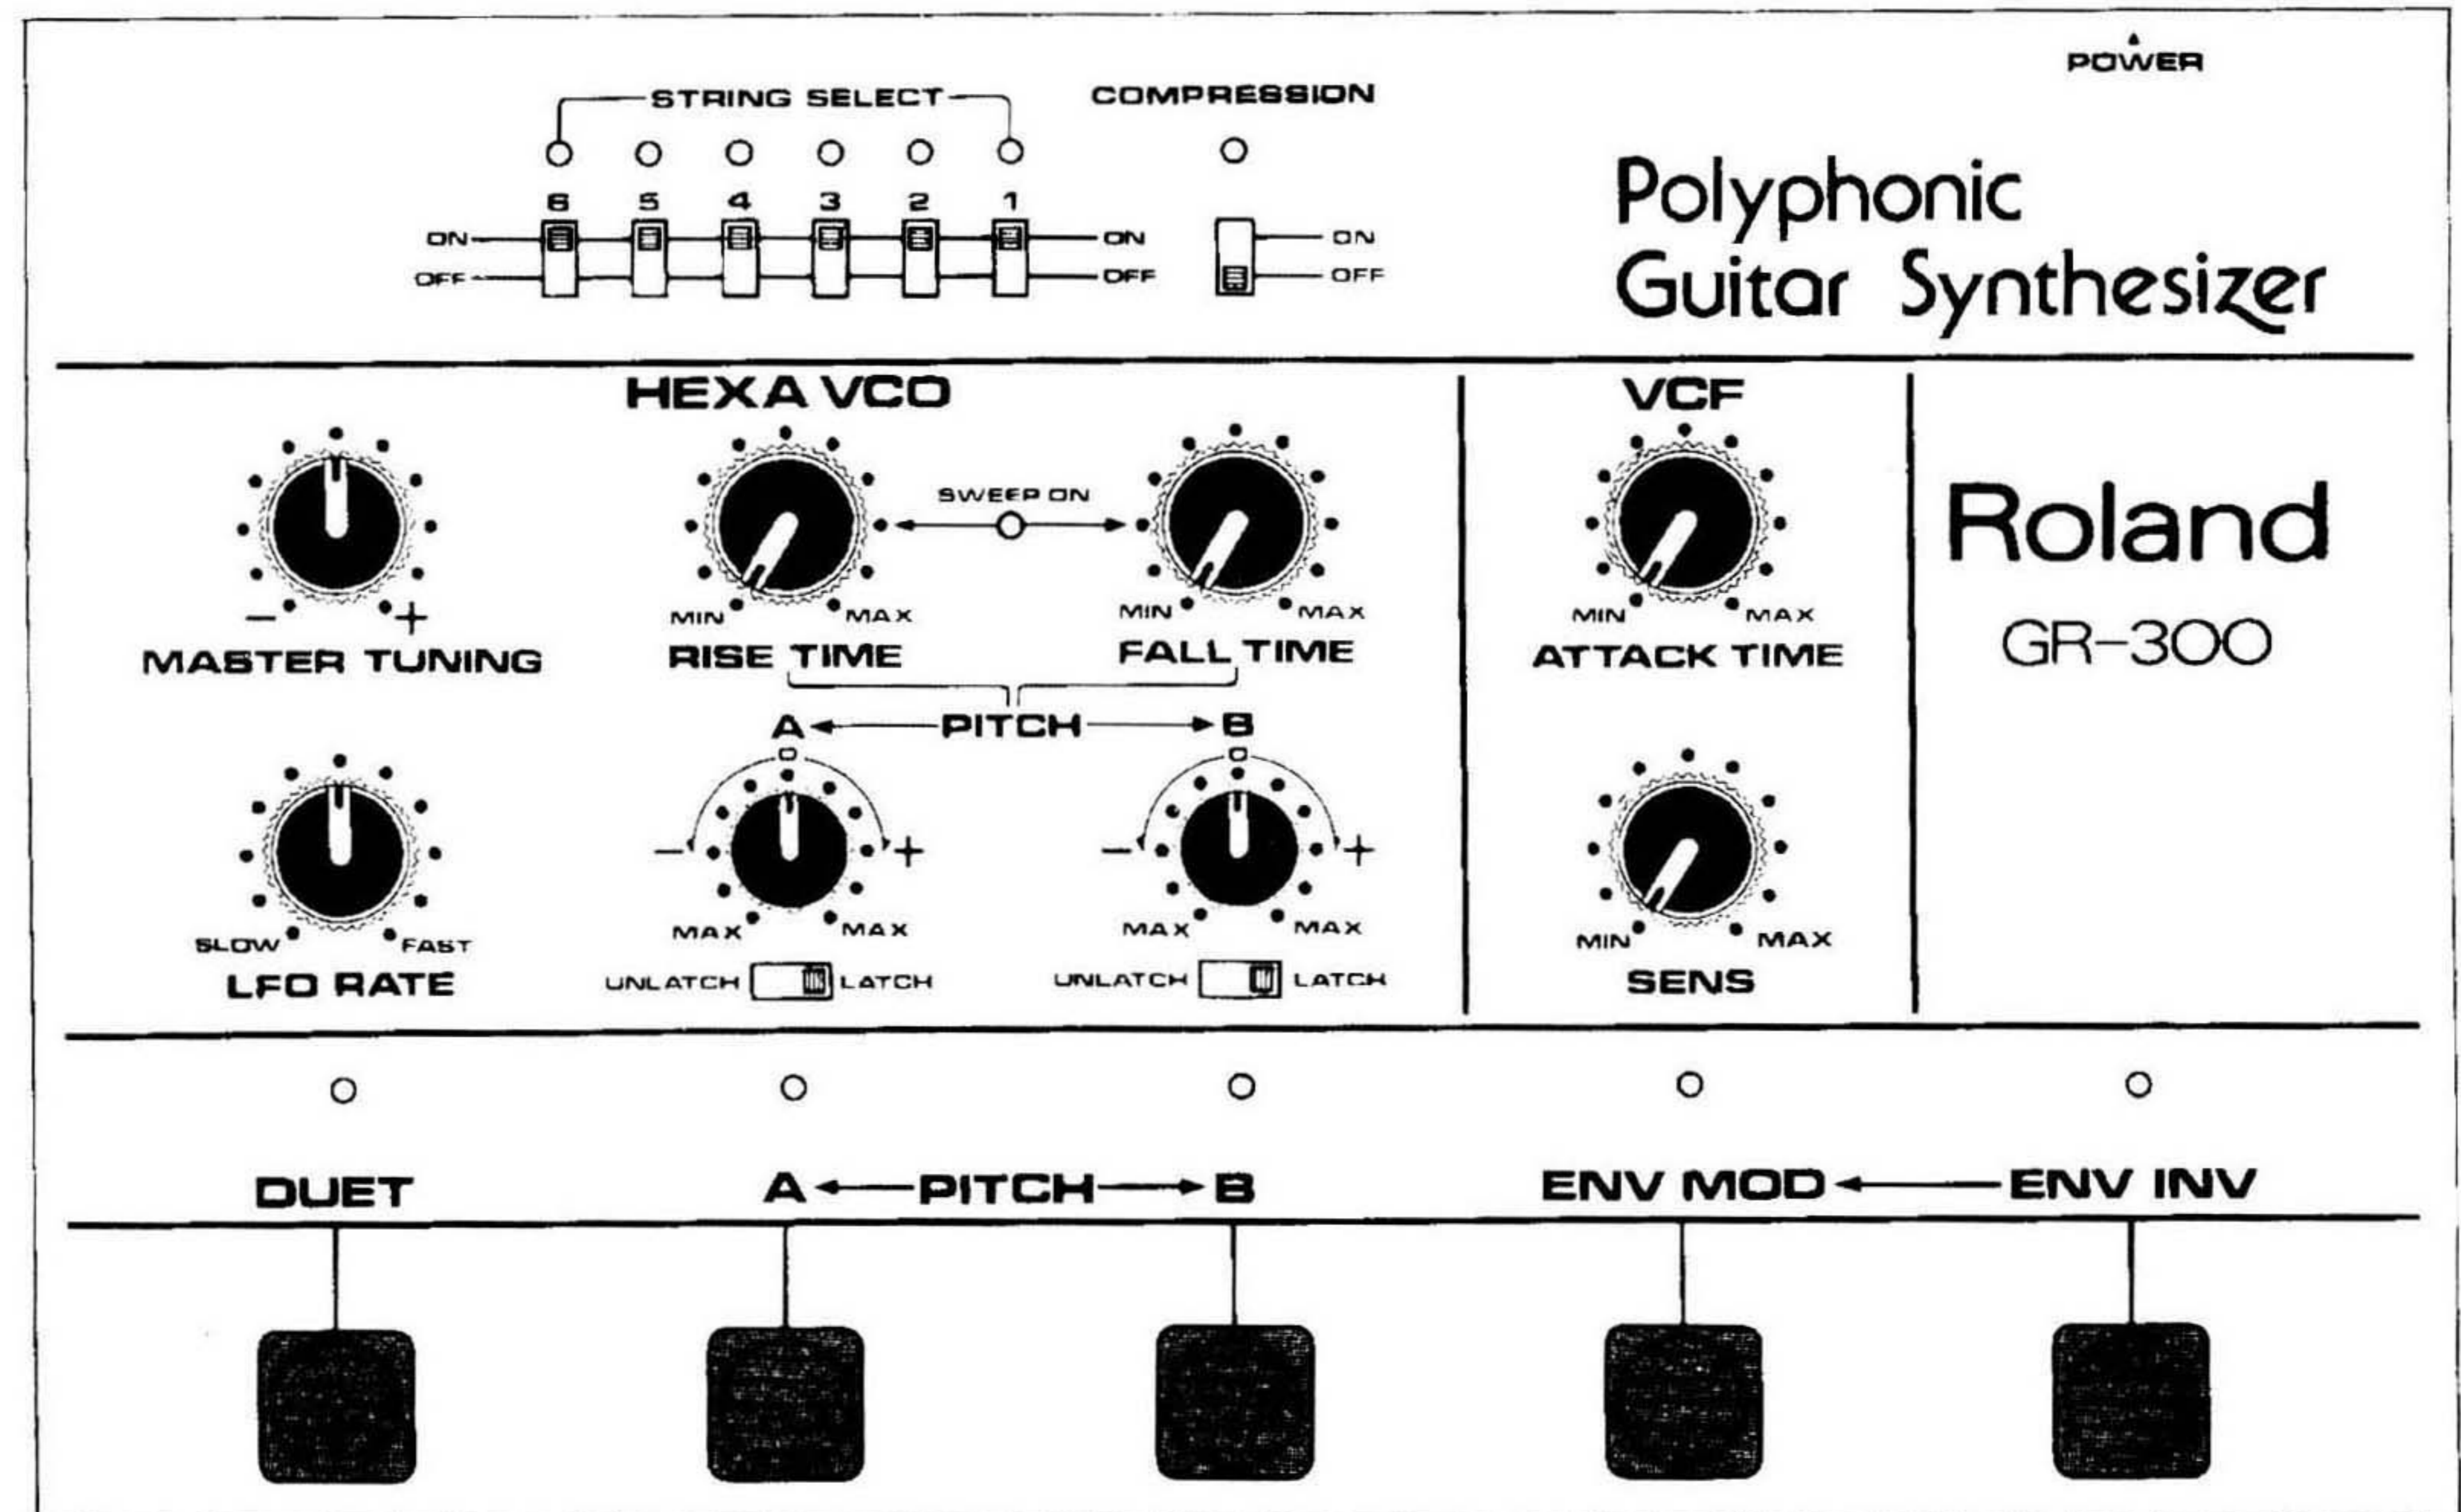 POWER
STRING SELECT COMPRESSION
6 5 4 3 2 1
ON ON ON
OFF OFF OFF
Polyphonic
Guitar Synthesizer
HEXA VCO VCF
SWEEP ON
Roland
GR-300
- + MIN MAX MIN MAX MIN MAX
MASTER TUNING RISE TIME FALL TIME ATTACK TIME
A PITCH B
0 0
- + - +
SLOW FAST MAX MAX MAX MAX MIN MAX
LFO RATE UNLATCH LATCH UNLATCH LATCH SENS
DUET A PITCH B ENV MOD ENV INV